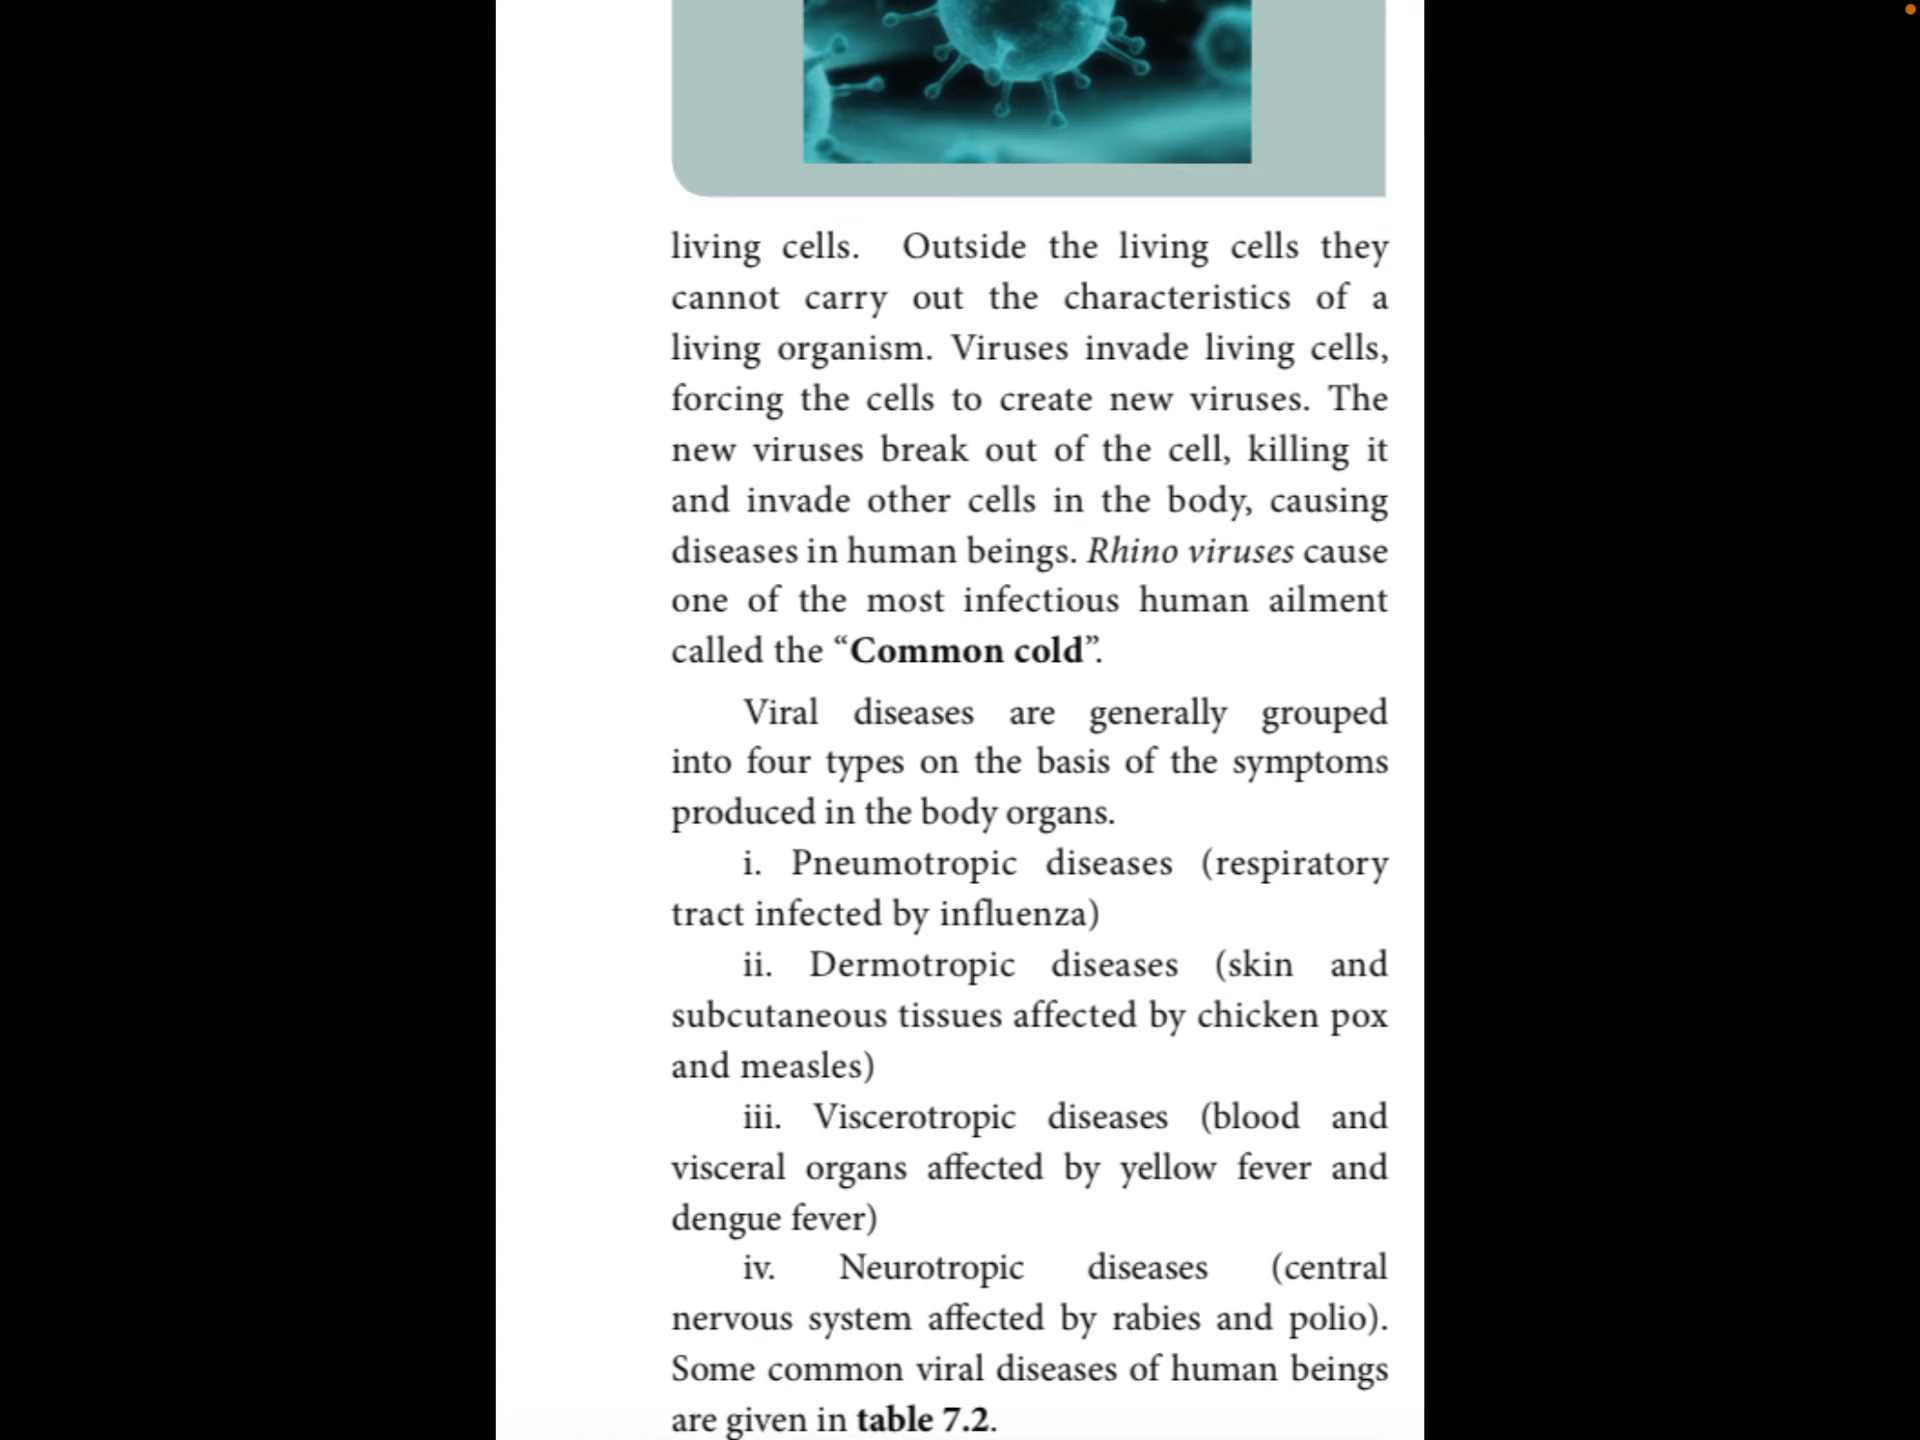 living cells. Outside the living cells they
cannot carry out the characteristics of a
living organism. Viruses invade living cells,
forcing the cells to create new viruses. The
new viruses break out of the cell, killing it
and invade other cells in the body, causing
diseases in human beings. Rhino viruses cause
one of the most infectious human ailment
called the “Common cold”.
Viral diseases are generally grouped
into four types on the basis of the symptoms
produced in the body organs.
i. Pneumotropic diseases (respiratory
tract infected by influenza)
ii. Dermotropic diseases (skin and
subcutaneous tissues affected by chicken pox
and measles)
iii. Viscerotropic diseases (blood and
visceral organs affected by yellow fever and
dengue fever)
iv. Neurotropic diseases (central
nervous system affected by rabies and polio).
Some common viral diseases of human beings
are given in table 7.2.